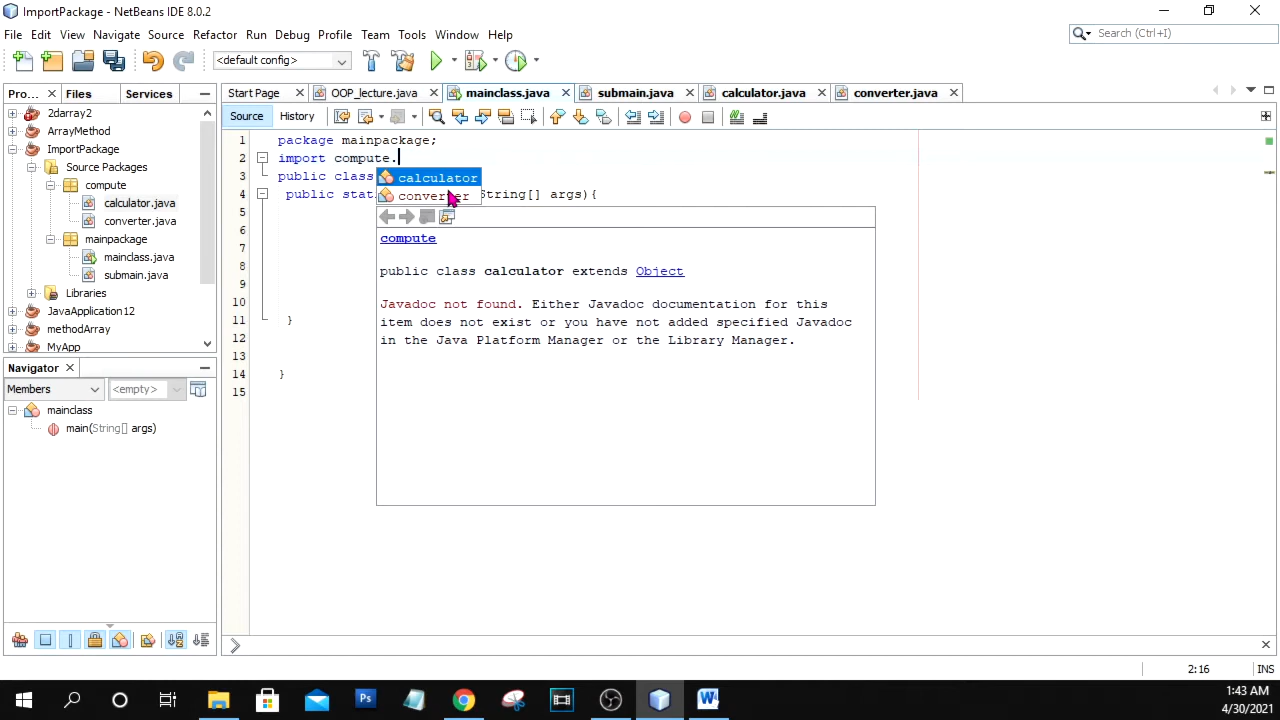 ImportPackage - NetBeans IDE 8.0.2
File Edit View Navigate Source Refactor Run Debug Profile Team Tools Window Help
Search (Ctrl+I)
<default config>
Pro... Files Services
Start Page OOP_lecture.java mainclass.java submain.java calculator.java converter.java
Source History
2darray2
ArrayMethod
ImportPackage
Source Packages
compute
calculator.java
converter.java
mainpackage
mainclass.java
submain.java
Libraries
JavaApplication12
methodArray
MyApp
1 package mainpackage;
2 import compute.
3 public class
4 public stat String[] args){
5
6
7
8
9
10
11 }
12
13
14 }
15
calculator
converter
compute
public class calculator extends Object
Javadoc not found. Either Javadoc documentation for this
item does not exist or you have not added specified Javadoc
in the Java Platform Manager or the Library Manager.
Navigator
Members <empty>
mainclass
main(String[] args)
2:16 INS
Ps
W
1:43 AM
4/30/2021